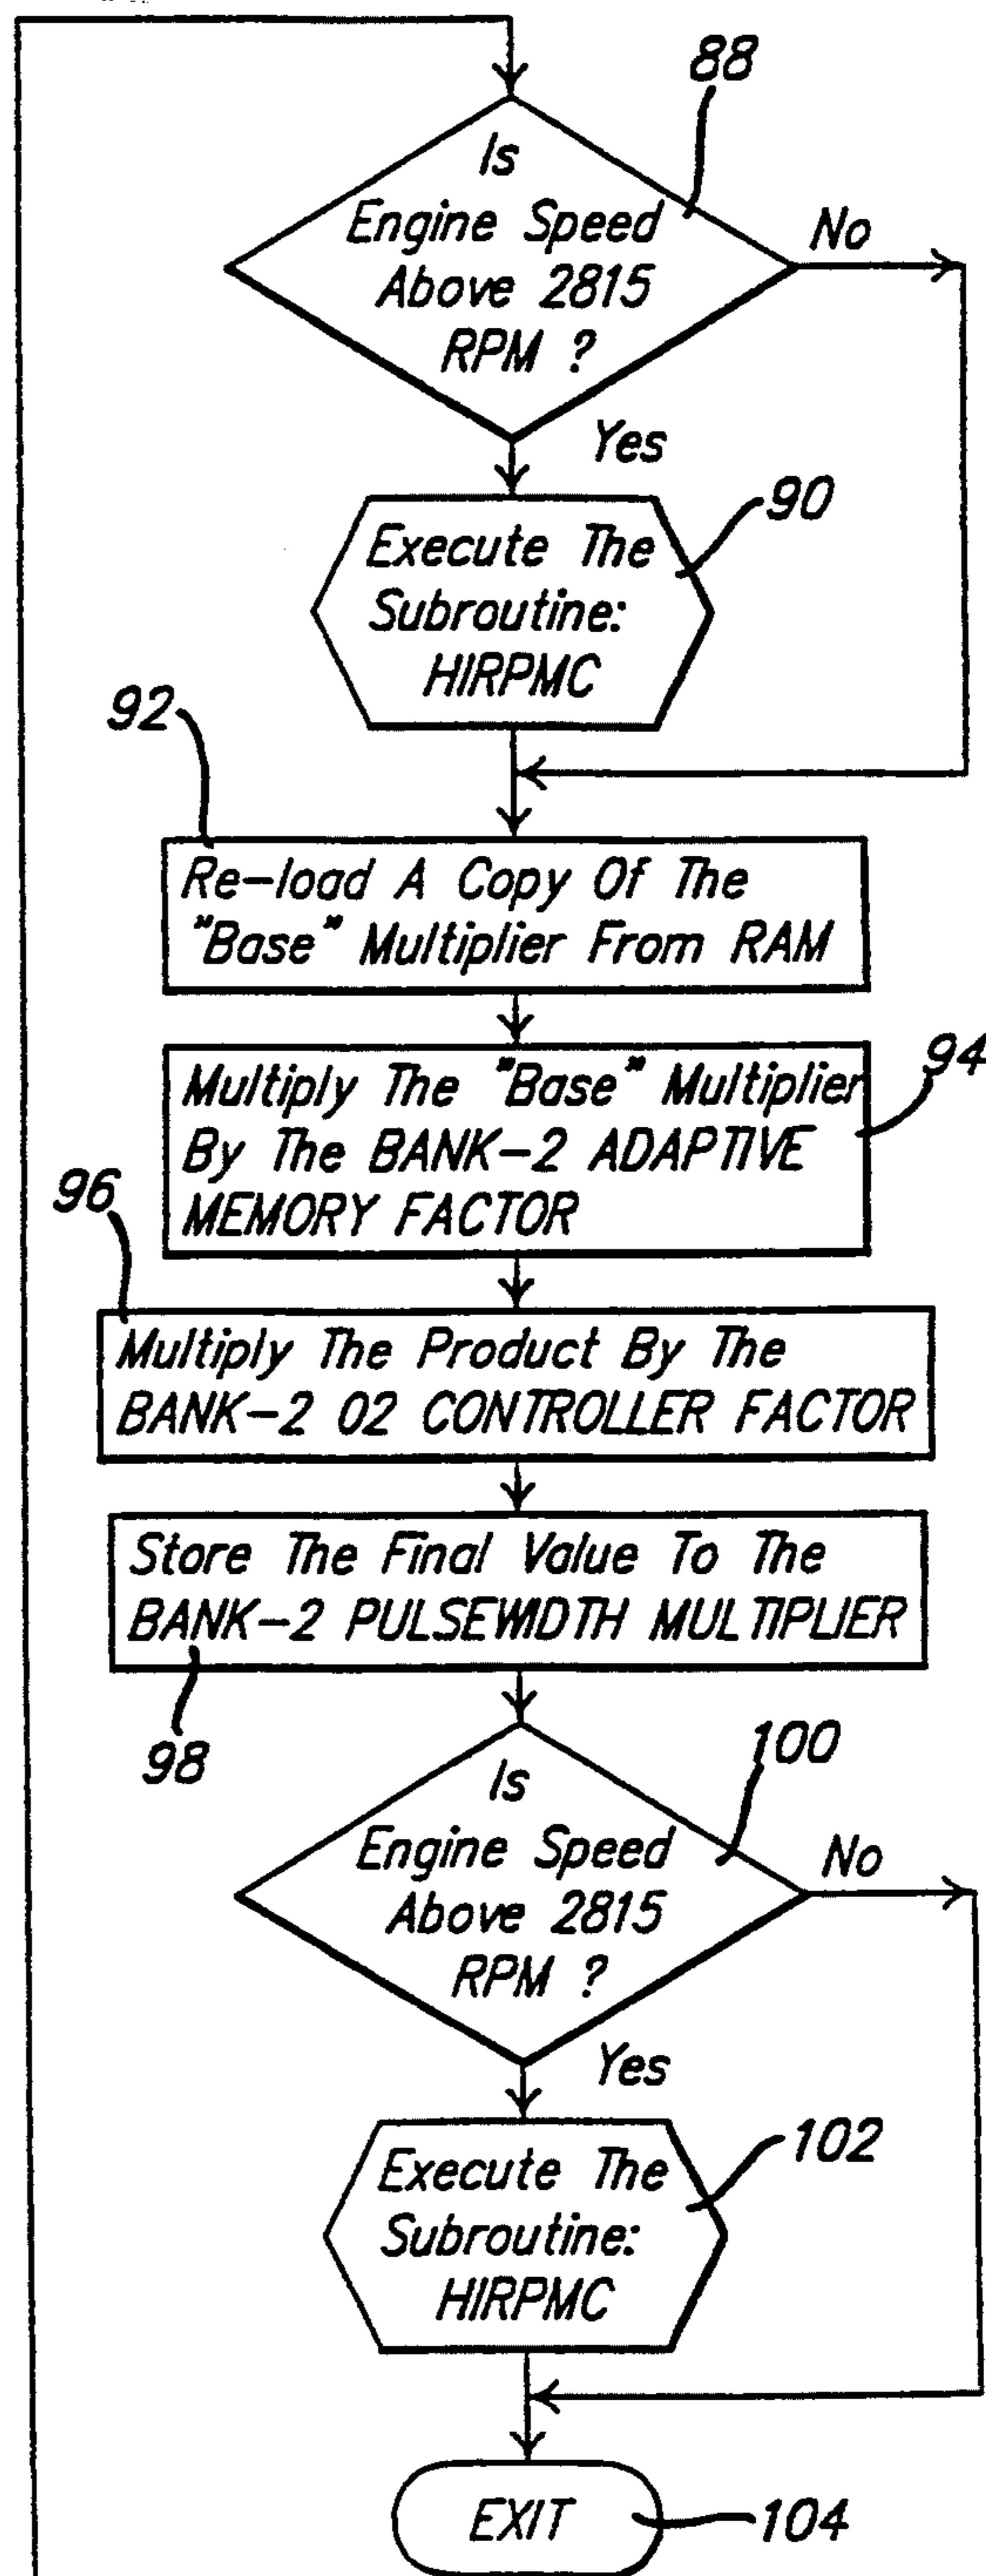 88
Is
Engine Speed
Above 2815
RPM ?
No
Yes
90
Execute The
Subroutine:
HIRPMC
92
Re-load A Copy Of The
"Base" Multiplier From RAM
94
Multiply The "Base" Multiplier
By The BANK-2 ADAPTIVE
MEMORY FACTOR
96
Multiply The Product By The
BANK-2 O2 CONTROLLER FACTOR
Store The Final Value To The
BANK-2 PULSEWIDTH MULTIPLIER
98
100
Is
Engine Speed
Above 2815
RPM ?
No
Yes
102
Execute The
Subroutine:
HIRPMC
EXIT
104